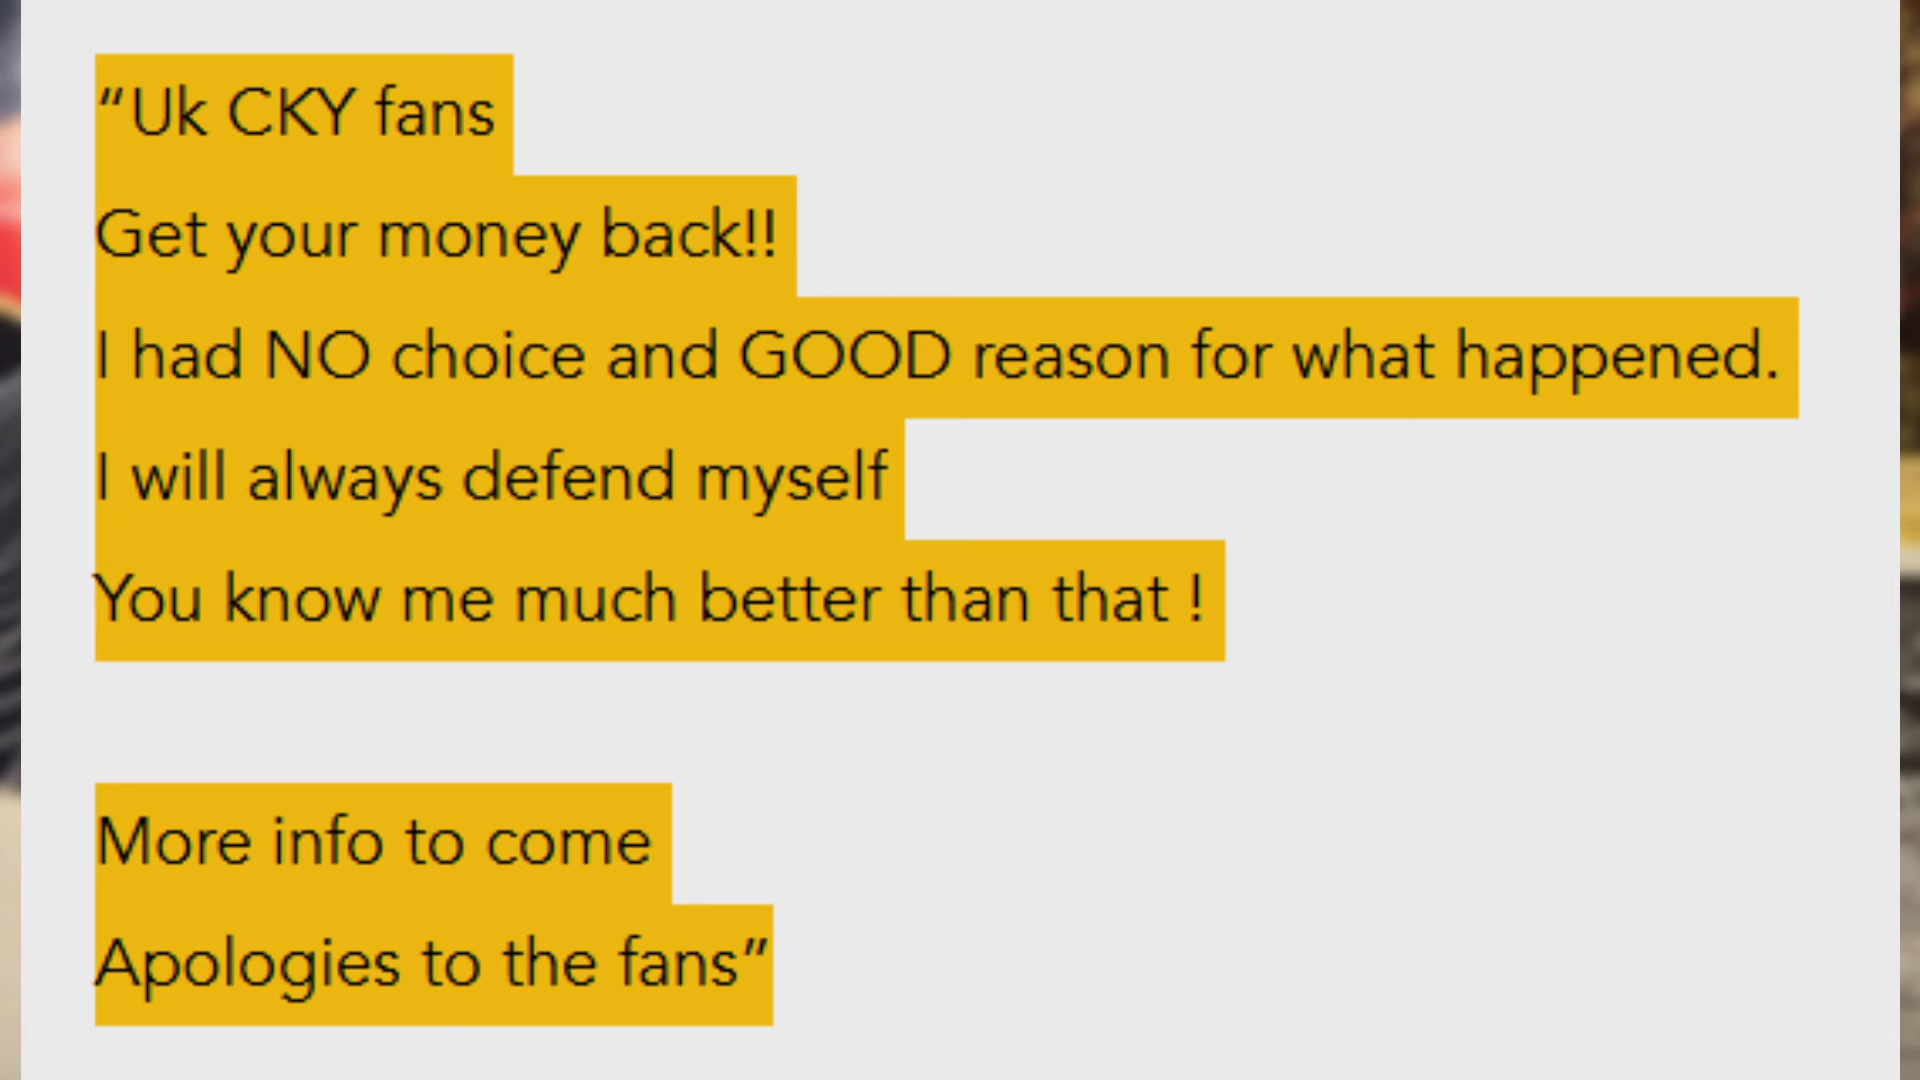 “Uk CKY fans
Get your money back!!
I had NO choice and GOOD reason for what happened.
I will always defend myself
You know me much better than that !
More info to come
Apologies to the fans”